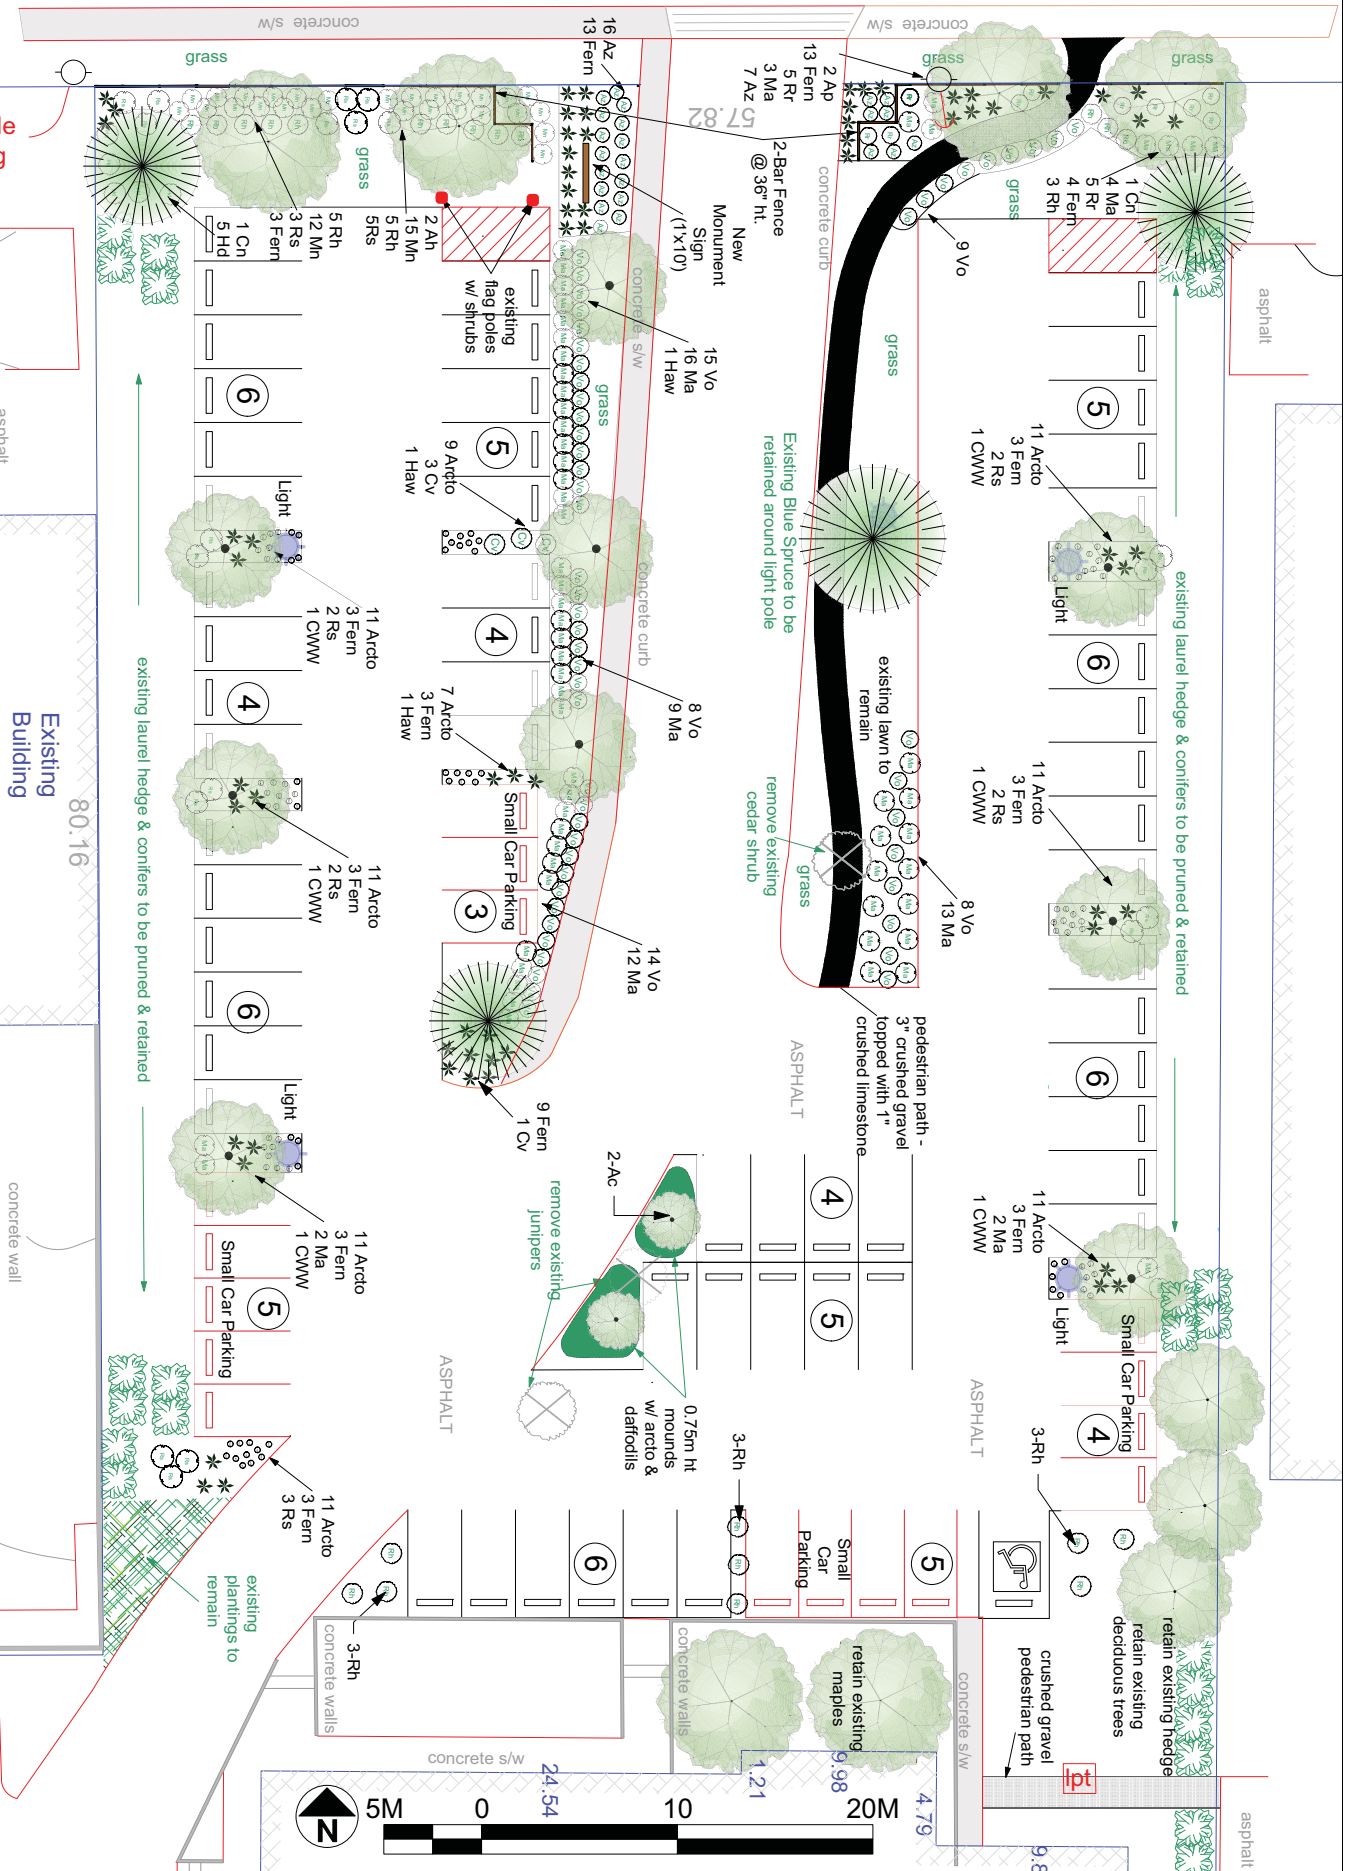 concrete s/w
concrete s/w
grass
grass
grass
16 Az
13 Fern
2 Ap
13 Fern
5 Rr
3 Ma
7 Az
57.82
2-Bar Fence
@ 36" ht.
New
Monument
Sign
(1'x10')
concrete curb
grass
grass
9 Vo
1 Cn
4 Ma
5 Rr
4 Fern
3 Rh
asphalt
le
g
1 Cn
5 Hd
5 Rh
12 Mn
3 Rs
3 Fern
2 Ah
15 Mn
5 Rh
5Rs
existing
flag poles
w/ shrubs
concrete s/w
15 Vo
16 Ma
1 Haw
grass
grass
asphalt
6
5
5
9 Arcto
3 Cv
1 Haw
Light
Existing Blue Spruce to be
retained around light pole
11 Arcto
3 Fern
2 Rs
1 CWW
Light
concrete curb
11 Arcto
3 Fern
2 Rs
1 CWW
4
4
6
8 Vo
9 Ma
7 Arcto
3 Fern
1 Haw
existing lawn to
remain
existing laurel hedge & conifers to be pruned & retained
existing laurel hedge & conifers to be pruned & retained
Existing
Building
80.16
Small Car Parking
3
remove existing
cedar shrub
grass
11 Arcto
3 Fern
2 Rs
1 CWW
11 Arcto
3 Fern
2 Rs
1 CWW
8 Vo
13 Ma
14 Vo
12 Ma
6
6
pedestrian path -
3" crushed gravel
topped with 1"
crushed limestone
ASPHALT
Light
9 Fern
1 Cv
2-Ac
remove existing
junipers
4
5
11 Arcto
3 Fern
2 Ma
1 CWW
Light
11 Arcto
3 Fern
2 Ma
1 CWW
Small Car Parking
5
Small Car Parking
4
concrete wall
ASPHALT
ASPHALT
0.75m ht
mounds
w/ arcto &
daffodils
3-Rh
3-Rh
11 Arcto
3 Fern
3 Rs
existing
plantings to
remain
6
Small
Car
Parking
5
3-Rh
concrete walls
concrete walls
retain existing
maples
concrete s/w
crushed gravel
pedestrian path
retain existing
deciduous trees
retain existing hedge
concrete s/w
24.54
1.21
9.98
4.79
9.8
lpt
asphalt
N
5M 0 10 20M